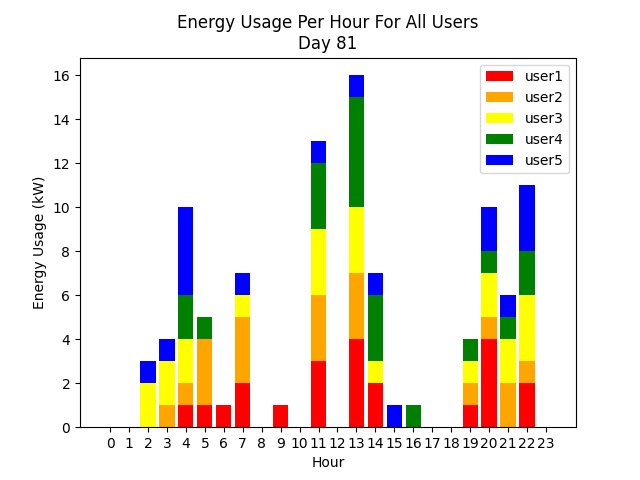 Energy Usage Per Hour For All Users
Day 81
user1
user2
user3
user4
user5
Energy Usage (kW)
16
14
12
10
8
6
4
2
0
0 1 2 3 4 5 6 7 8 9 10 11 12 13 14 15 16 17 18 19 20 21 22 23
Hour